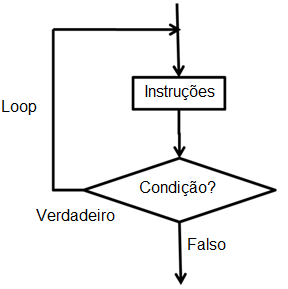 Instruções
Loop
Condição?
Verdadeiro
Falso